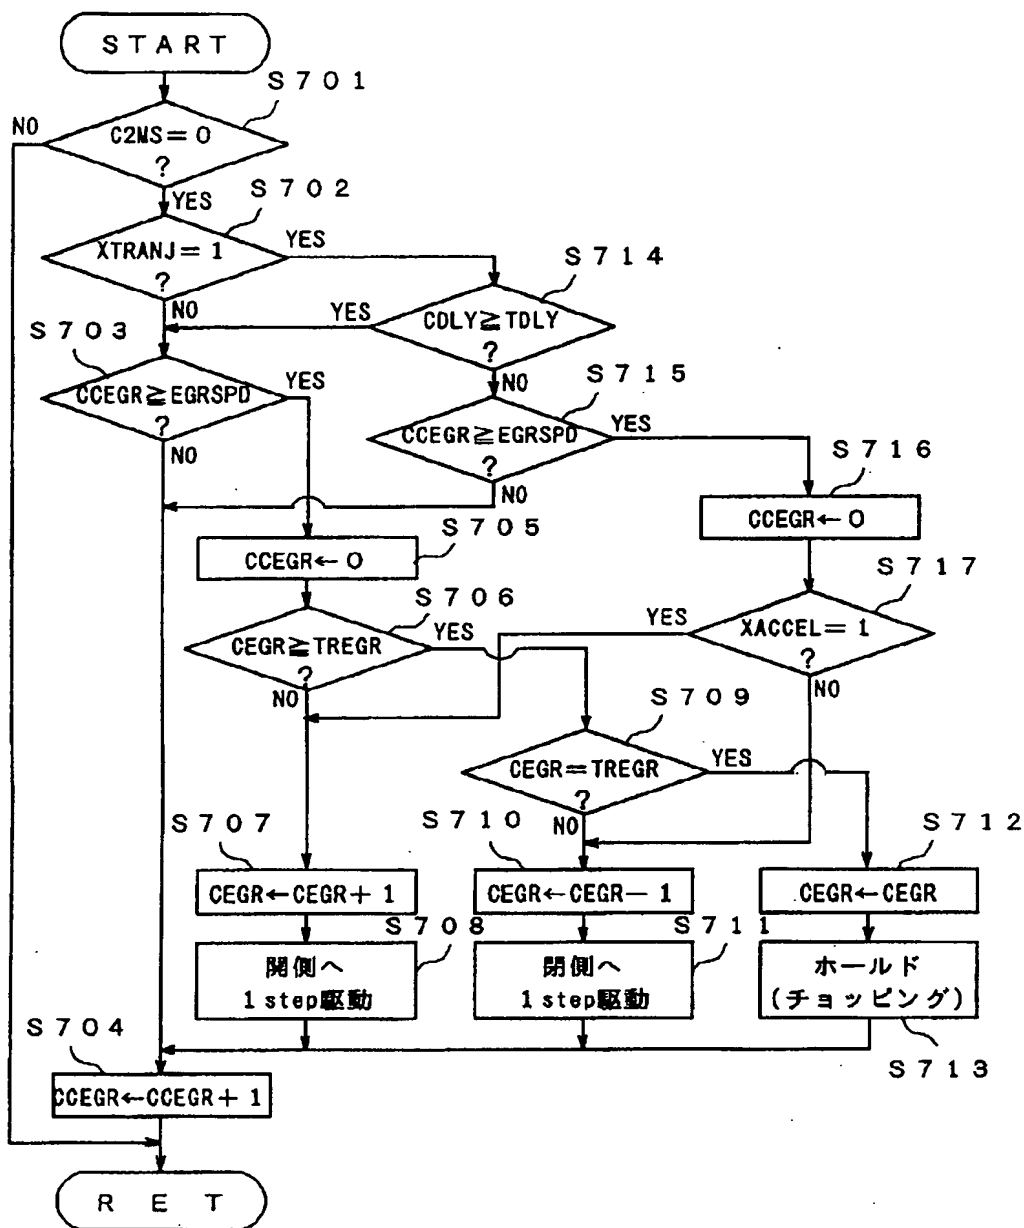 START
S701
C2MS=0
?
NO
YES
S702
XTRANJ=1
?
YES
NO
S714
CDLY≧TDLY
?
YES
NO
S703
CCEGR≧EGRSPD
?
YES
NO
S715
CCEGR≧EGRSPD
?
YES
NO
S716
CCEGR←0
S705
CCEGR←0
S717
XACCEL=1
?
YES
NO
S706
CEGR≧TREGR
?
YES
NO
S709
CEGR=TREGR
?
YES
NO
S707
CEGR←CEGR+1
S710
CEGR←CEGR-1
S712
CEGR←CEGR
S708
開側へ
1step駆動
S711
閉側へ
1step駆動
ホールド
(チョッピング)
S713
S704
CCEGR←CCEGR+1
RET